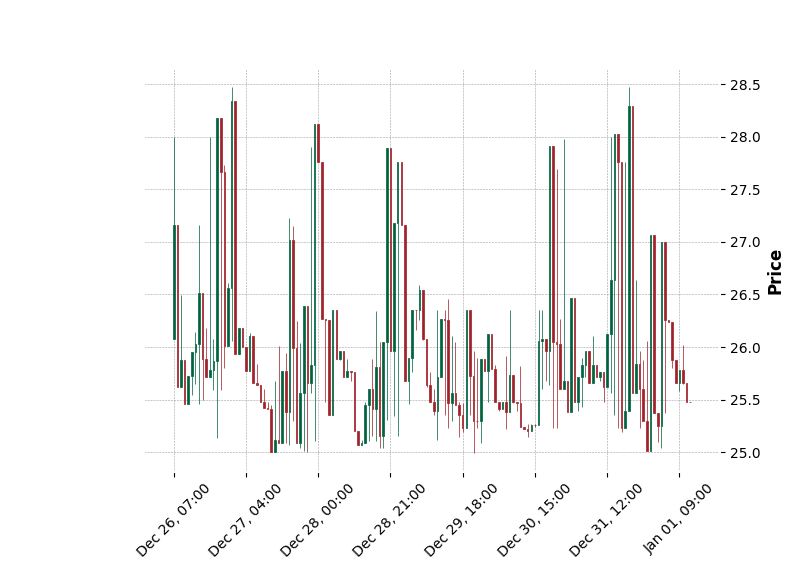 28.5
28.0
27.5
27.0
26.5
26.0
25.5
25.0
Price
Dec 26, 07:00
Dec 27, 04:00
Dec 28, 00:00
Dec 28, 21:00
Dec 29, 18:00
Dec 30, 15:00
Dec 31, 12:00
Jan 01, 09:00